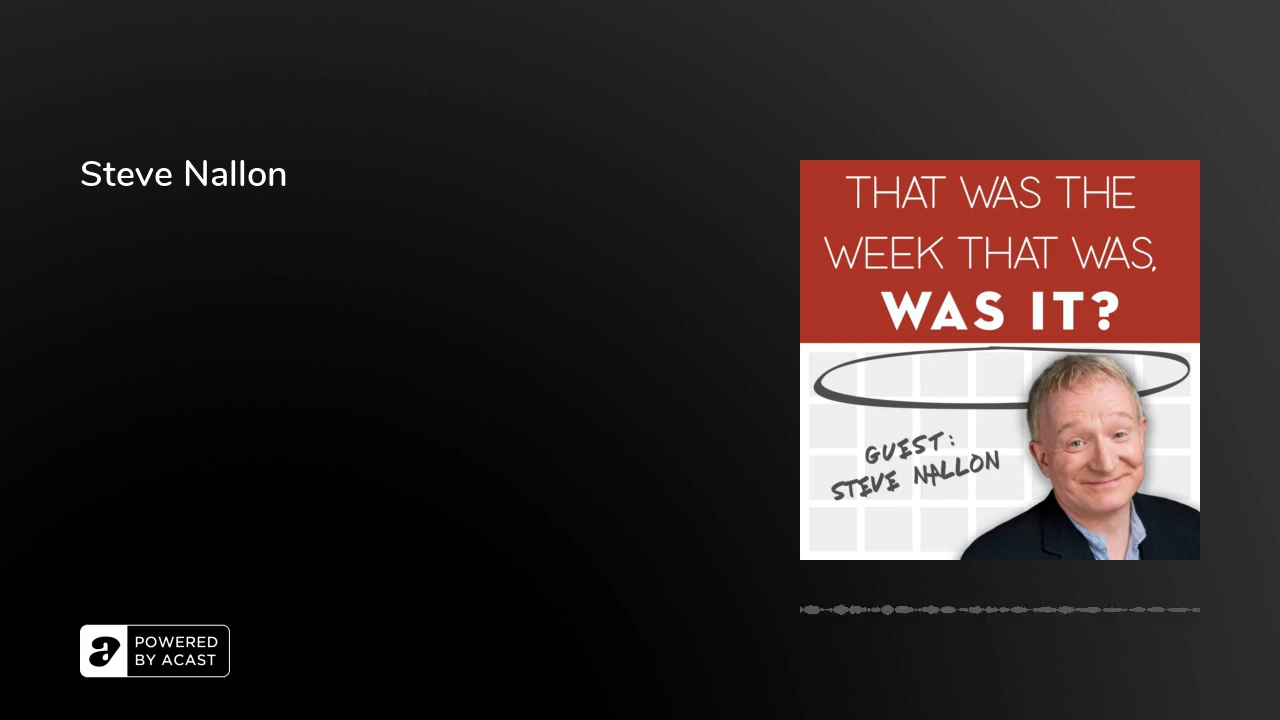 Steve Nallon
THAT WAS THE
WEEK THAT WAS,
WAS IT?
GUEST:
STEVE NALLON
a POWERED
BY ACAST